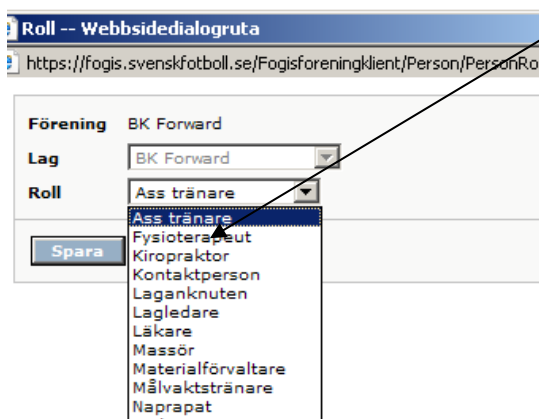 Roll -- Webbsidedialogruta
https://fogis.svenskfotboll.se/Fogisforeningklient/Person/PersonRo
Förening BK Forward
Lag BK Forward
Roll Ass tränare
Ass tränare
Fysioterapeut
Spara
Kiropraktor
Kontaktperson
Laganknuten
Lagledare
Läkare
Massör
Materialförvaltare
Målvaktstränare
Naprapat